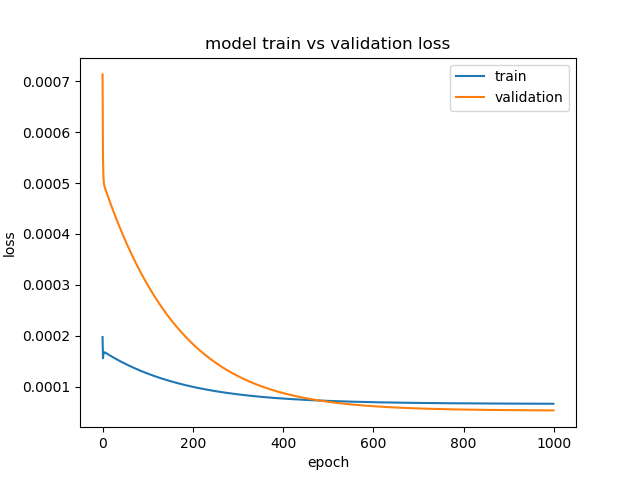 model train vs validation loss
train
validation
0.0007
0.0006
0.0005
0.0004
0.0003
0.0002
0.0001
loss
0 200 400 600 800 1000
epoch